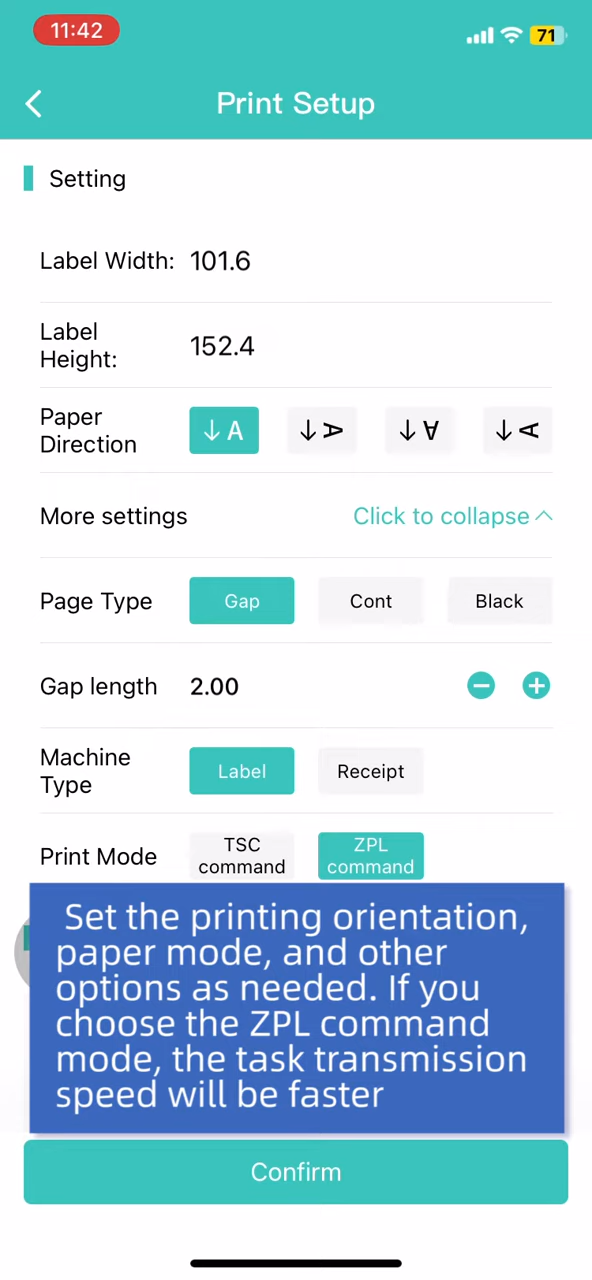 11:42
71
Print Setup
Setting
Label Width: 101.6
Label
Height:
152.4
Paper
Direction
↓ A
↓ A
↓ A
↓ A
More settings
Click to collapse
Page Type
Gap
Cont
Black
Gap length
2.00
Machine
Type
Label
Receipt
Print Mode
TSC
command
ZPL
command
Set the printing orientation,
paper mode, and other
options as needed. If you
choose the ZPL command
mode, the task transmission
speed will be faster
Confirm